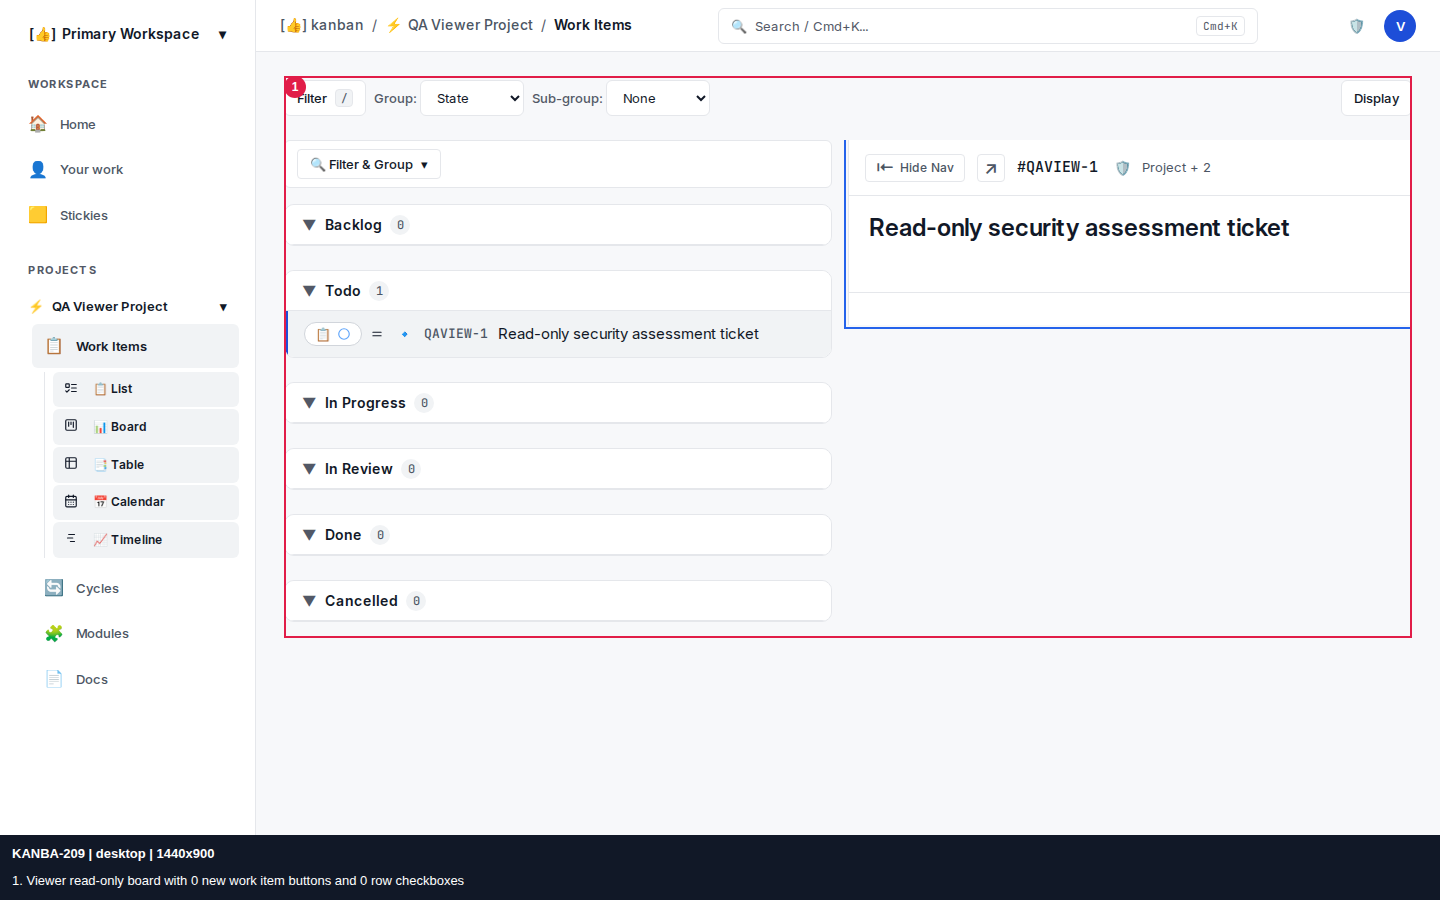 [👍] Primary Workspace ▼
WORKSPACE
🏠 Home
👤 Your work
🟨 Stickies
PROJECTS
⚡ QA Viewer Project ▼
📋 Work Items
📋 List
📊 Board
📑 Table
📅 Calendar
📈 Timeline
🔄 Cycles
🧩 Modules
📄 Docs
[👍] kanban / ⚡ QA Viewer Project / Work Items
🔍 Search / Cmd+K... Cmd+K
🛡️ V
1
Filter / Group: State Sub-group: None Display
🔍 Filter & Group ▼
▼ Backlog 0
▼ Todo 1
📋 = 🔹 QAVIEW-1 Read-only security assessment ticket
▼ In Progress 0
▼ In Review 0
▼ Done 0
▼ Cancelled 0
Hide Nav #QAVIEW-1 🛡️ Project + 2
Read-only security assessment ticket
KANBA-209 | desktop | 1440x900
1. Viewer read-only board with 0 new work item buttons and 0 row checkboxes